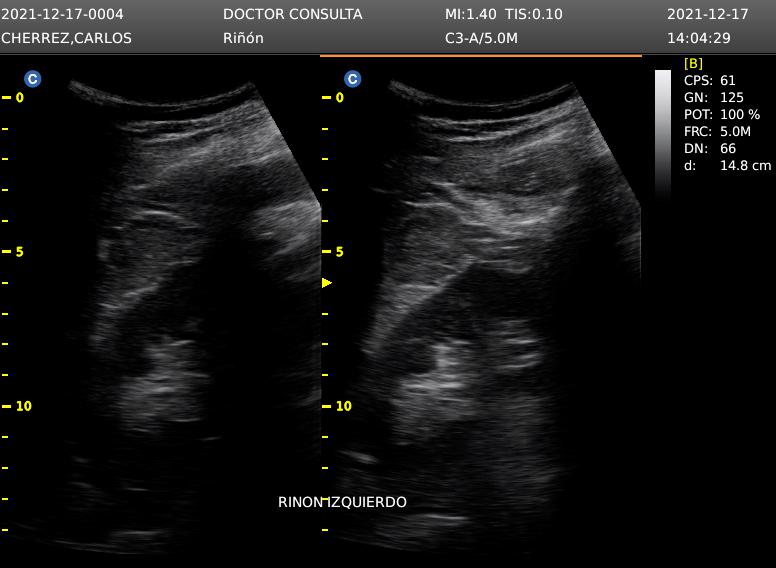 2021-12-17-0004 DOCTOR CONSULTA MI:1.40 TIS:0.10 2021-12-17
CHERREZ,CARLOS Riñón C3-A/5.0M 14:04:29
[B]
CPS: 61
GN: 125
POT: 100 %
FRC: 5.0M
DN: 66
d: 14.8 cm
C C
0 0
5 5
10 10
RINON IZQUIERDO